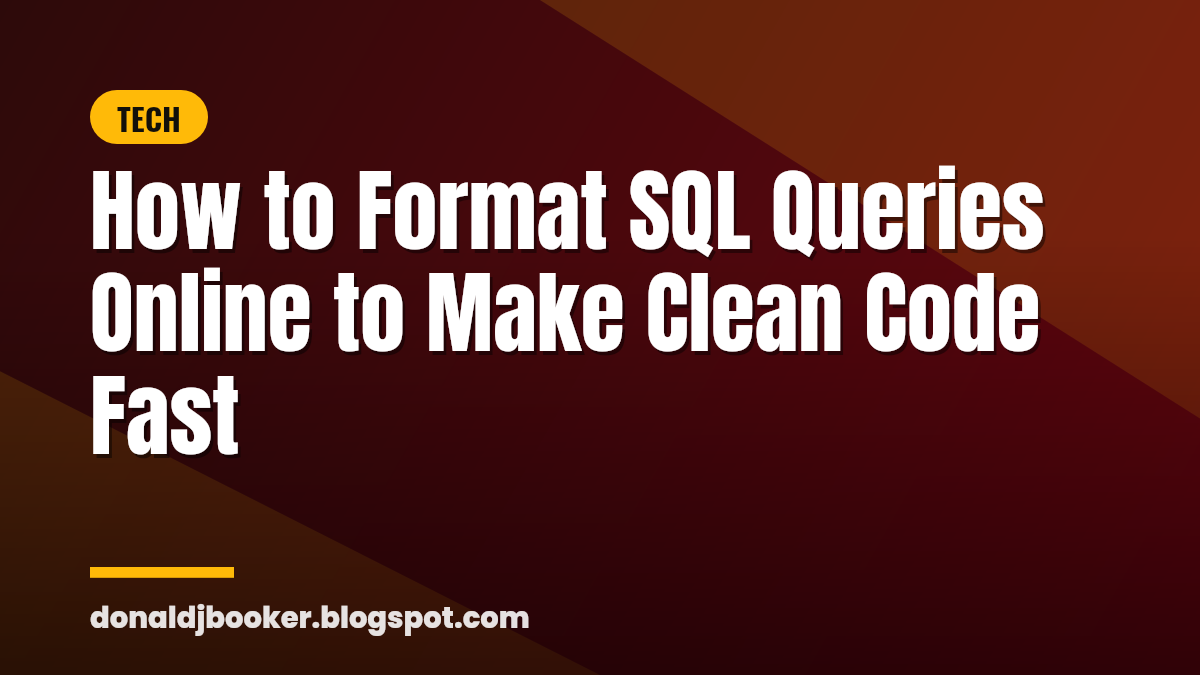 TECH
How to Format SQL Queries
Online to Make Clean Code
Fast
donaldjbooker.blogspot.com